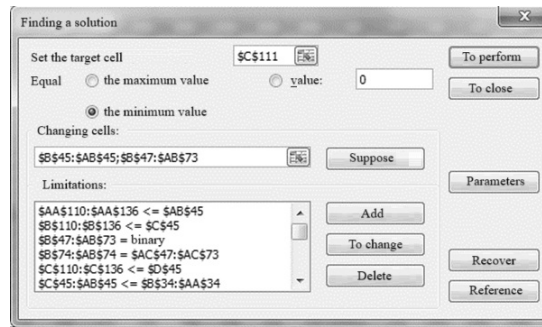 Finding a solution
Set the target cell $C$111 To perform
Equal the maximum value value: 0 To close
the minimum value
Changing cells:
$B$45:$AB$45;$B$47:$AB$73 Suppose
Limitations: Parameters
$AA$110:$AA$136 <= $AB$45 Add
$B$110:$B$136 <= $C$45
$B$47:$AB$73 = binary To change
$B$74:$AB$74 = $AC$47:$AC$73
$C$110:$C$136 <= $D$45 Recover
$C$45:$AB$45 <= $B$34:$AA$34 Delete
Reference